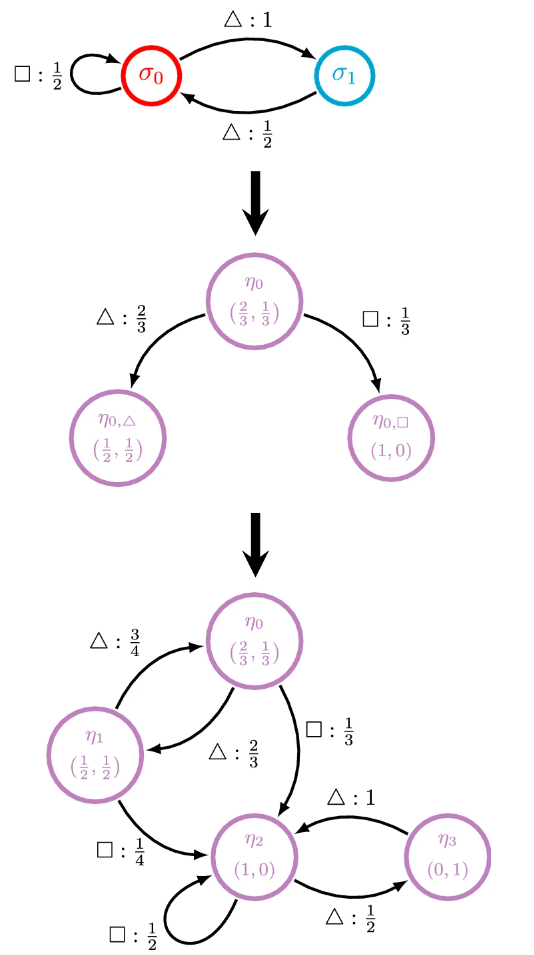 △ : 1
□ : 1/2
σ₀
σ₁
△ : 1/2
η₀
(2/3, 1/3)
△ : 2/3
□ : 1/3
η₀,△
(1/2, 1/2)
η₀,□
(1, 0)
η₀
(2/3, 1/3)
△ : 3/4
□ : 1/3
η₁
(1/2, 1/2)
△ : 2/3
△ : 1
□ : 1/4
η₂
(1, 0)
η₃
(0, 1)
△ : 1/2
□ : 1/2